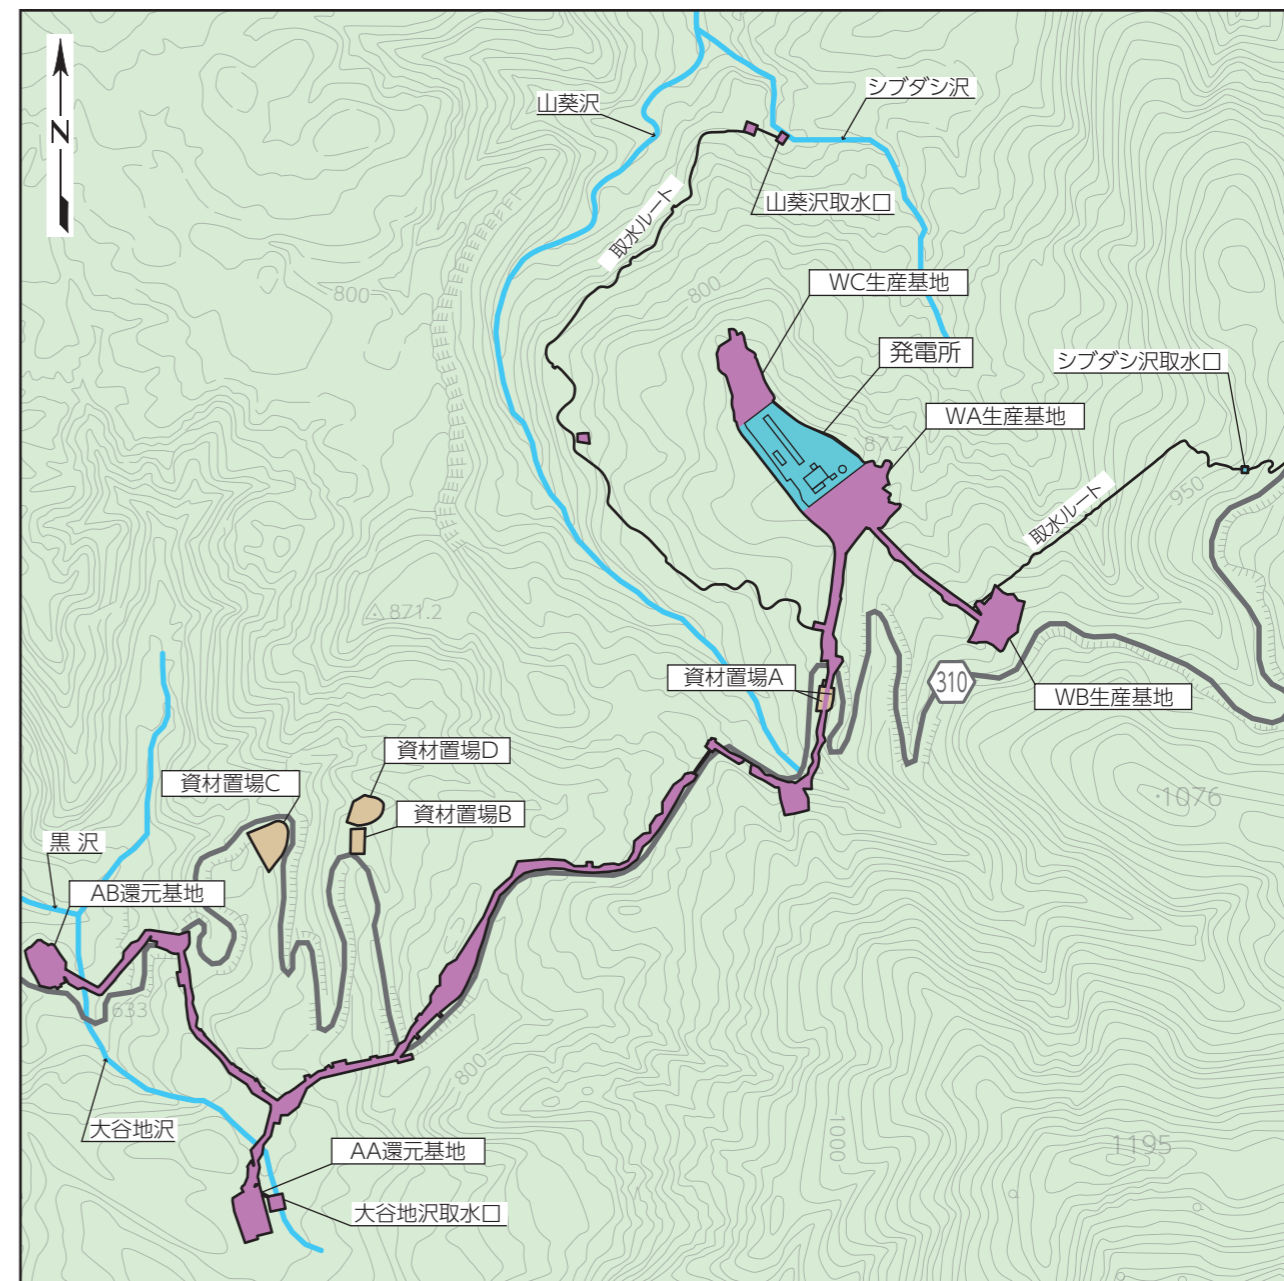 N
山葵沢
シブダシ沢
山葵沢取水口
取水ルート
WC生産基地
800
800
発電所
シブダシ沢取水口
WA生産基地
877
950
取水ルート
871.2
資材置場A
310
WB生産基地
資材置場D
資材置場C
資材置場B
1076
黒 沢
AB還元基地
633
800
大谷地沢
1000
1195
AA還元基地
大谷地沢取水口